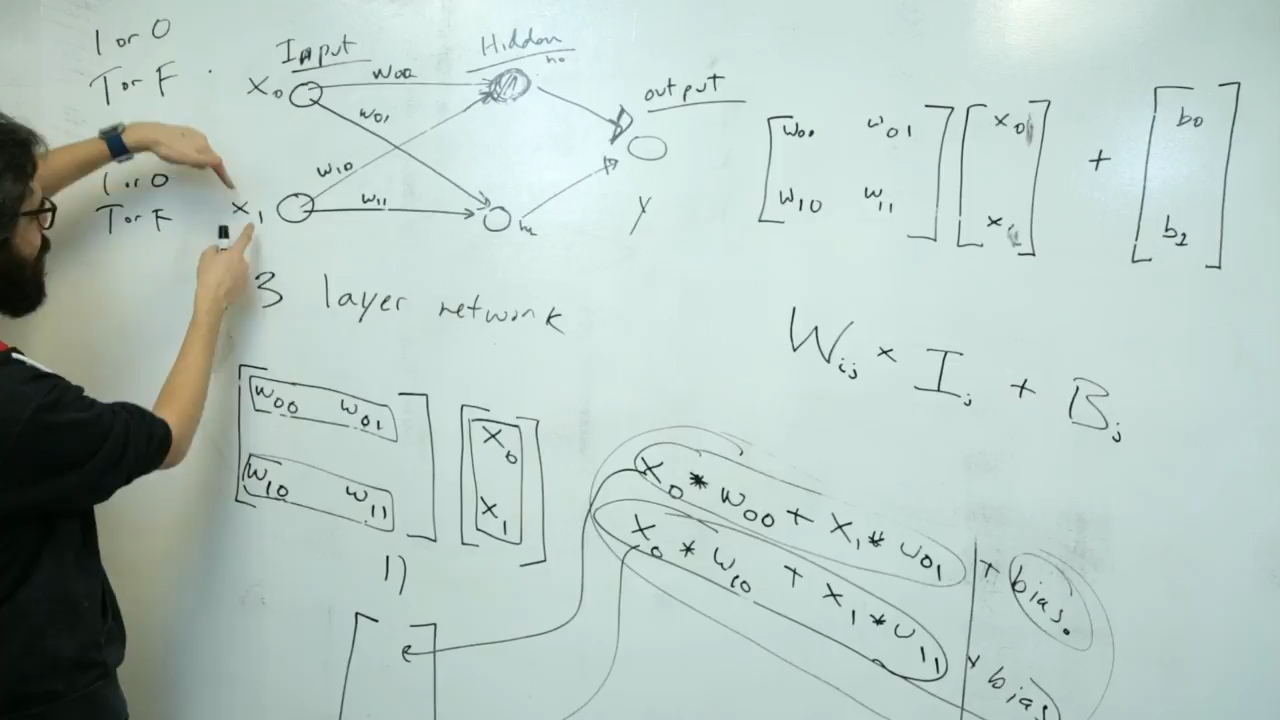 1 or 0
T or F
Input
X0
W00
W01
Hidden
h0
output
1 or 0
T or F
X1
W10
W11
y
3 layer network
W00 W01
W10 W11
x0
x1
+
b0
b2
Wij × Ij + Bj
W00 W01
W10 W11
X0
X1
1)
X0 * W00 + X1 * W01 + bias0
X0 * W10 + X1 * W11 + bias